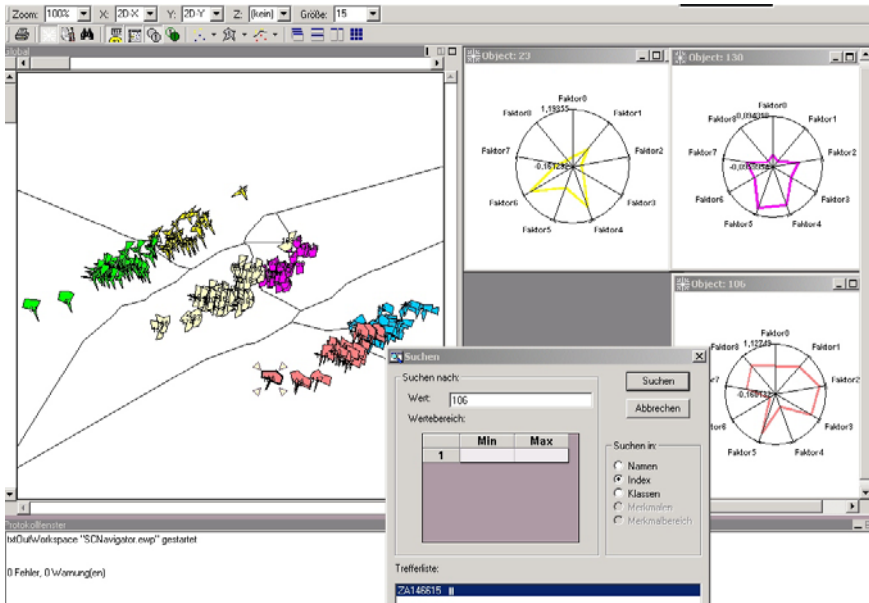 Zoom: 100% X: 2D-X Y: 2D-Y Z: (kein) Größe: 15
Global
Object: 23
Faktor0
1,19355
Faktor8
Faktor1
Faktor7
Faktor2
Faktor6
Faktor3
Faktor5
Faktor4
Object: 130
Faktor0
Faktor1
Faktor7
Faktor2
Faktor6
Faktor3
Faktor5
Faktor4
Object: 106
Faktor0
1,12749
Faktor8
Faktor1
Faktor2
Faktor3
Faktor5
Faktor4
Suchen
Suchen nach:
Wert: 106
Wertebereich:
Min Max
1
Suchen
Abbrechen
Suchen in:
Namen
Index
Klassen
Merkmalen
Merkmalbereich
Trefferliste:
ZA146615
Protokollfenster
txtOutWorkspace "SCNavigator.ewp" gestartet
0 Fehler, 0 Warnung(en)